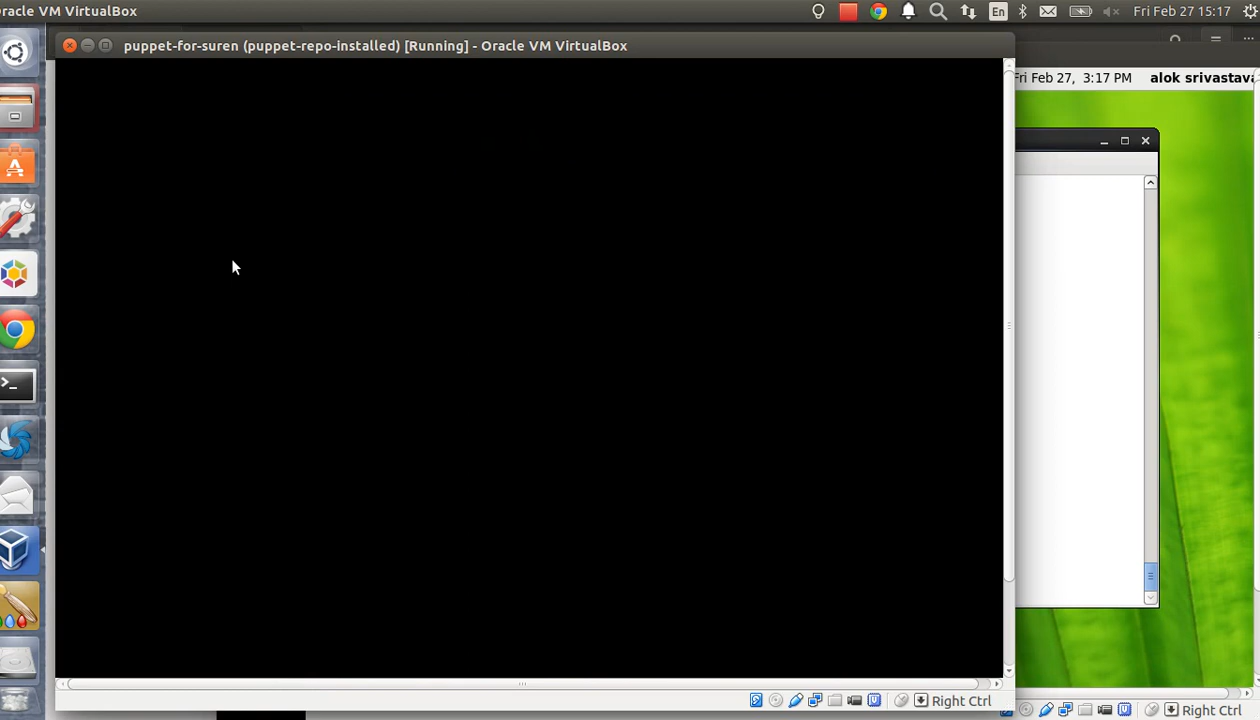 Oracle VM VirtualBox
En
Fri Feb 27 15:17
puppet-for-suren (puppet-repo-installed) [Running] - Oracle VM VirtualBox
Fri Feb 27, 3:17 PM alok srivastava
Right Ctrl
Right Ctrl